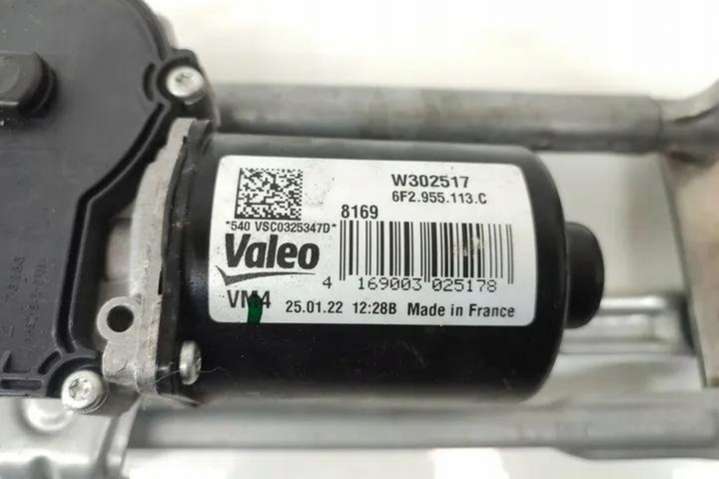 W302517
6F2.955.113.C
*540 VSC0325347D*
8169
Valeo
4 169003 025178
VM4
25.01.22 12:28B Made in France